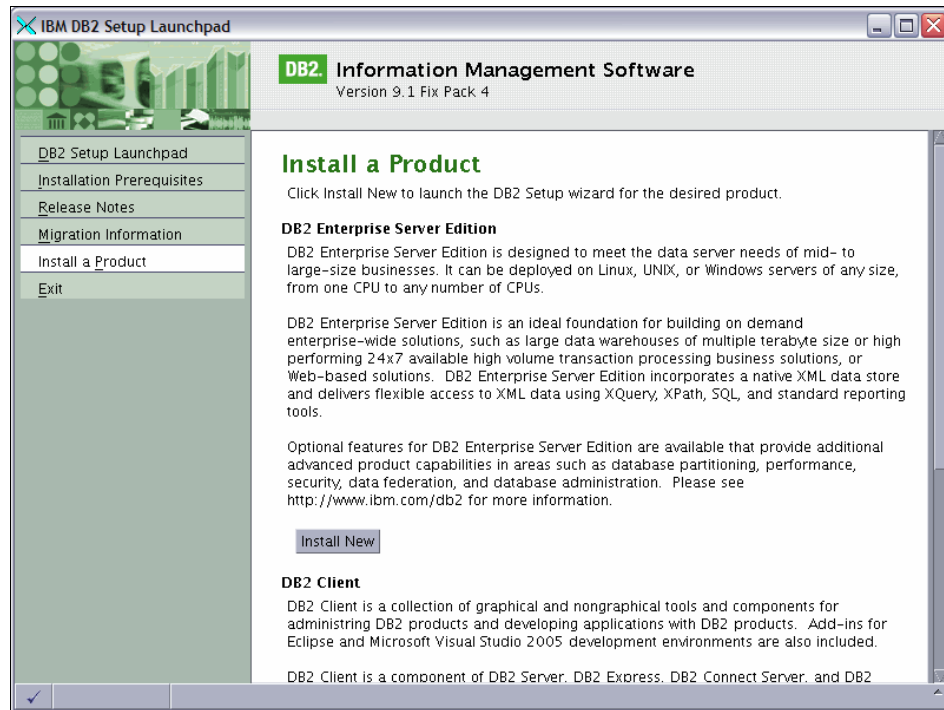 IBM DB2 Setup Launchpad
DB2. Information Management Software
Version 9.1 Fix Pack 4
DB2 Setup Launchpad
Installation Prerequisites
Release Notes
Migration Information
Install a Product
Exit
Install a Product
Click Install New to launch the DB2 Setup wizard for the desired product.
DB2 Enterprise Server Edition
DB2 Enterprise Server Edition is designed to meet the data server needs of mid- to
large-size businesses. It can be deployed on Linux, UNIX, or Windows servers of any size,
from one CPU to any number of CPUs.
DB2 Enterprise Server Edition is an ideal foundation for building on demand
enterprise-wide solutions, such as large data warehouses of multiple terabyte size or high
performing 24x7 available high volume transaction processing business solutions, or
Web-based solutions. DB2 Enterprise Server Edition incorporates a native XML data store
and delivers flexible access to XML data using XQuery, XPath, SQL, and standard reporting
tools.
Optional features for DB2 Enterprise Server Edition are available that provide additional
advanced product capabilities in areas such as database partitioning, performance,
security, data federation, and database administration. Please see
http://www.ibm.com/db2 for more information.
Install New
DB2 Client
DB2 Client is a collection of graphical and nongraphical tools and components for
administring DB2 products and developing applications with DB2 products. Add-ins for
Eclipse and Microsoft Visual Studio 2005 development environments are also included.
DB2 Client is a component of DB2 Server, DB2 Express, DB2 Connect Server, and DB2